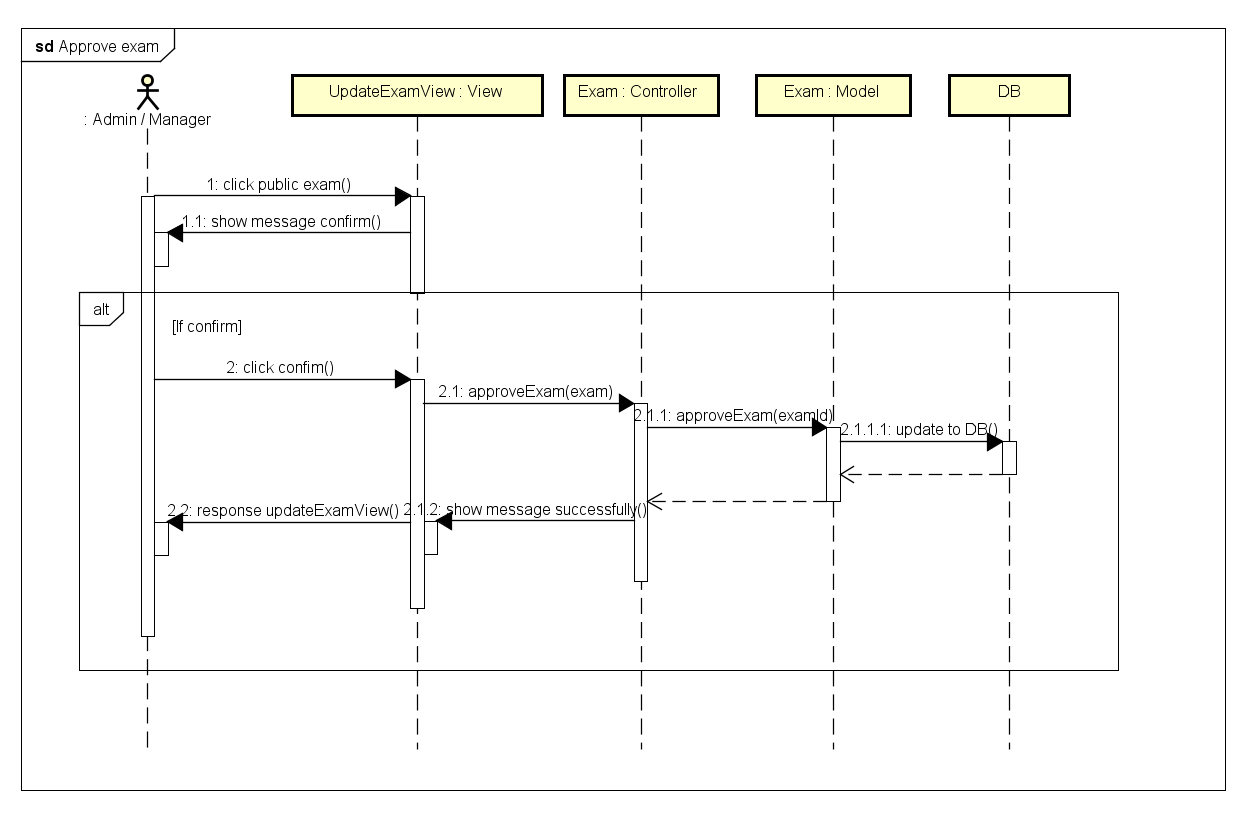 sd Approve exam
: Admin / Manager
UpdateExamView : View
Exam : Controller
Exam : Model
DB
1: click public exam()
1.1: show message confirm()
alt
[If confirm]
2: click confim()
2.1: approveExam(exam)
2.1.1: approveExam(examId)
2.1.1.1: update to DB()
2.2: response updateExamView()
2.1.2: show message successfully()